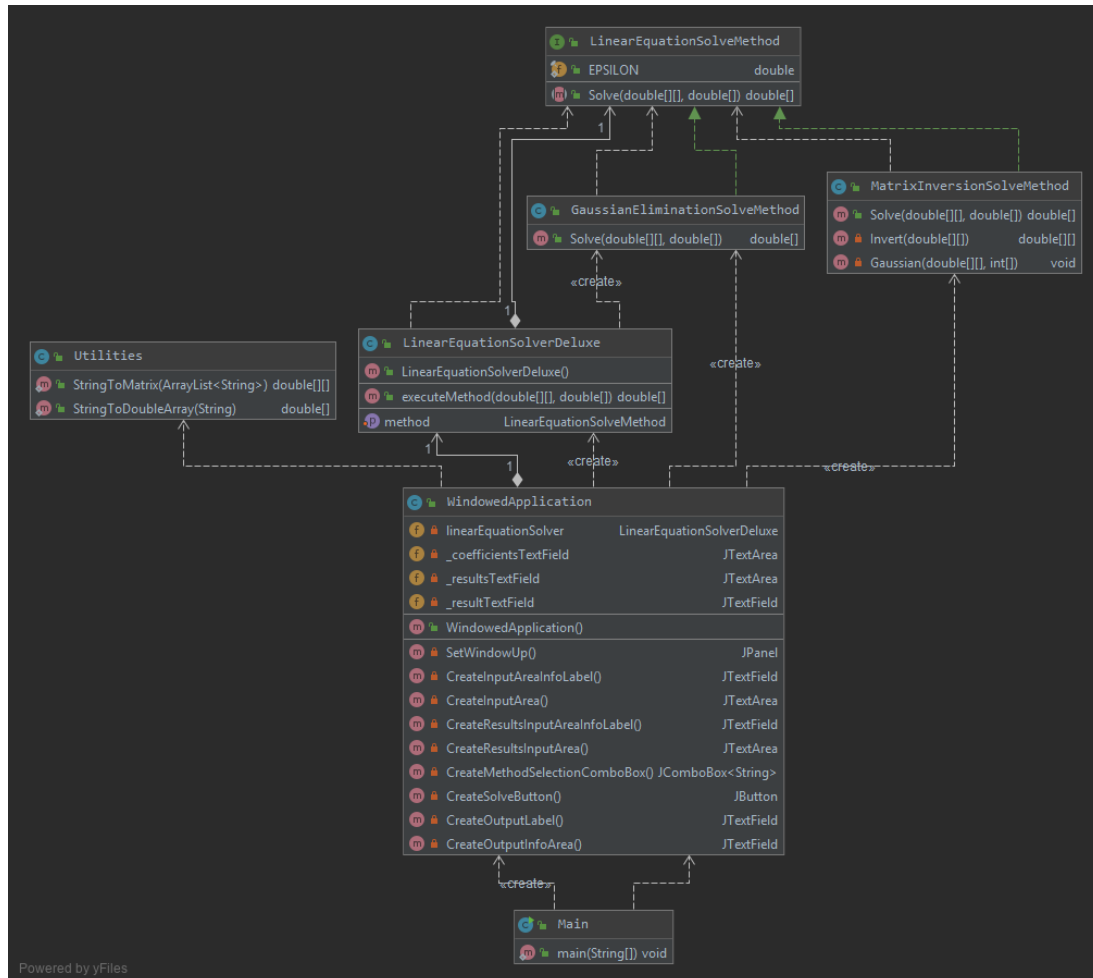 LinearEquationSolveMethod
EPSILON double
Solve(double[][], double[]) double[]
1
MatrixInversionSolveMethod
Solve(double[][], double[]) double[]
Invert(double[][]) double[][]
Gaussian(double[][], int[]) void
GaussianEliminationSolveMethod
Solve(double[][], double[]) double[]
«create»
1
LinearEquationSolverDeluxe
LinearEquationSolverDeluxe()
executeMethod(double[][], double[]) double[]
method LinearEquationSolveMethod
«create»
Utilities
StringToMatrix(ArrayList<String>) double[][]
StringToDoubleArray(String) double[]
1
1
«create»
«create»
WindowedApplication
linearEquationSolver LinearEquationSolverDeluxe
_coefficientsTextField JTextArea
_resultsTextField JTextArea
_resultTextField JTextField
WindowedApplication()
SetWindowUp() JPanel
CreateInputAreaInfoLabel() JTextField
CreateInputArea() JTextArea
CreateResultsInputAreaInfoLabel() JTextField
CreateResultsInputArea() JTextArea
CreateMethodSelectionComboBox() JComboBox<String>
CreateSolveButton() JButton
CreateOutputLabel() JTextField
CreateOutputInfoArea() JTextField
«create»
Main
main(String[]) void
Powered by yFiles